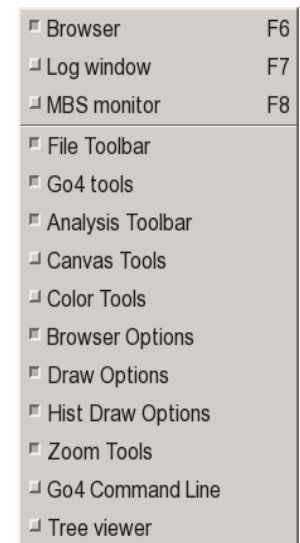 Browser F6
Log window F7
MBS monitor F8
File Toolbar
Go4 tools
Analysis Toolbar
Canvas Tools
Color Tools
Browser Options
Draw Options
Hist Draw Options
Zoom Tools
Go4 Command Line
Tree viewer